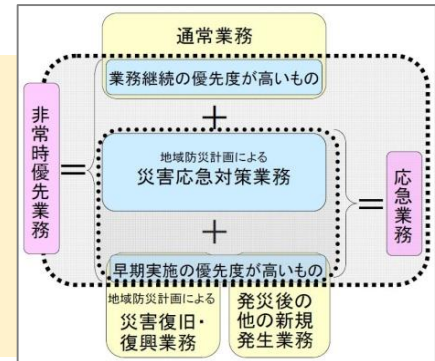 通常業務
業務継続の優先度が高いもの
+
非常時優先業務
=
地域防災計画による
災害応急対策業務
=
応急業務
+
早期実施の優先度が高いもの
地域防災計画による
災害復旧・
復興業務
発災後の
他の新規
発生業務